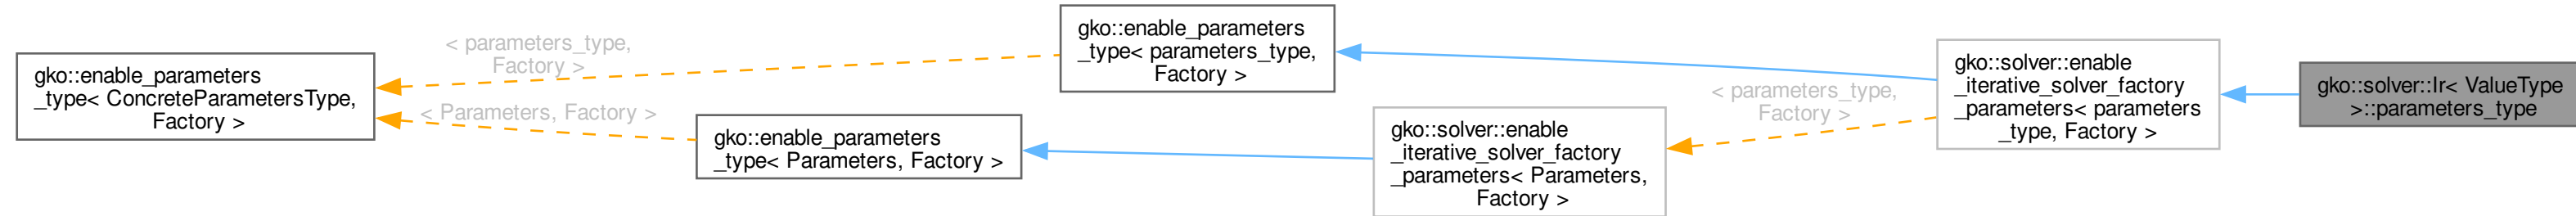 gko::enable_parameters
_type< ConcreteParametersType,
Factory >
< parameters_type,
Factory >
< Parameters, Factory >
gko::enable_parameters
_type< Parameters, Factory >
gko::enable_parameters
_type< parameters_type,
Factory >
gko::solver::enable
_iterative_solver_factory
_parameters< Parameters,
Factory >
< parameters_type,
Factory >
gko::solver::enable
_iterative_solver_factory
_parameters< parameters
_type, Factory >
gko::solver::Ir< ValueType
>::parameters_type